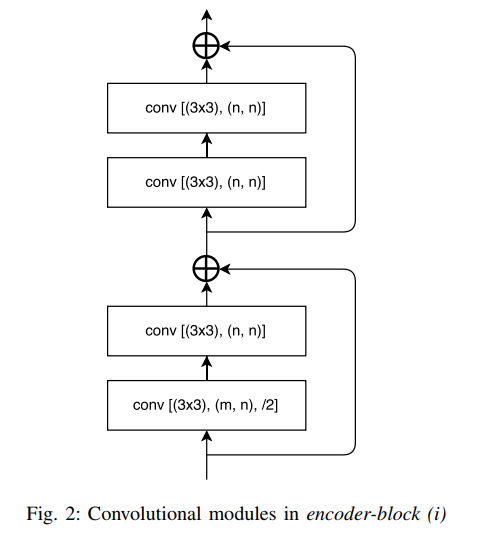 conv [(3x3), (n, n)]
conv [(3x3), (n, n)]
conv [(3x3), (n, n)]
conv [(3x3), (m, n), /2]
Fig. 2: Convolutional modules in encoder-block (i)